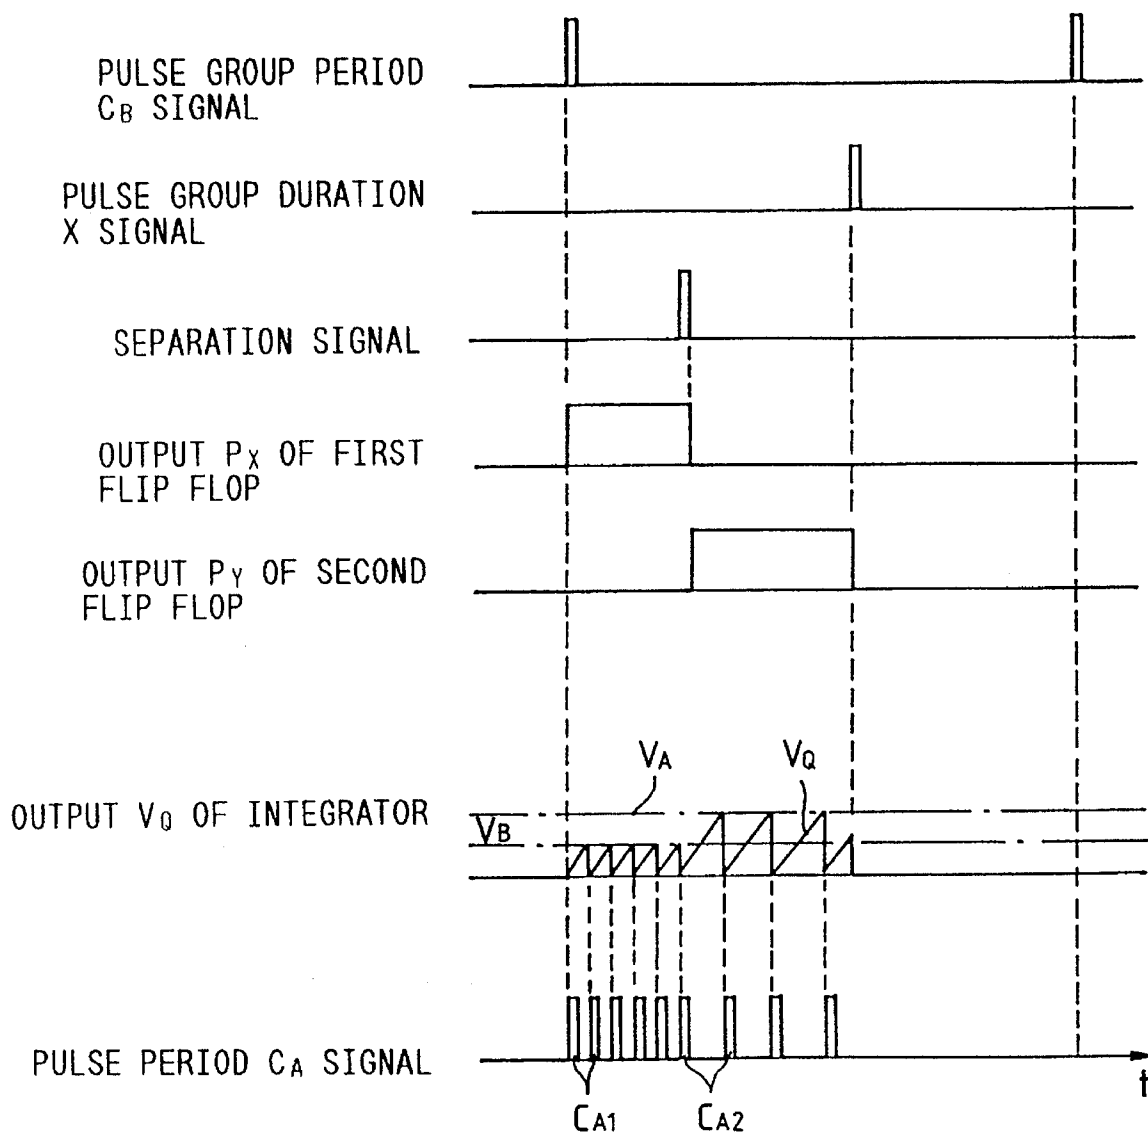 PULSE GROUP PERIOD
CB SIGNAL
PULSE GROUP DURATION
X SIGNAL
SEPARATION SIGNAL
OUTPUT PX OF FIRST
FLIP FLOP
OUTPUT PY OF SECOND
FLIP FLOP
VA
VQ
OUTPUT VQ OF INTEGRATOR
VB
PULSE PERIOD CA SIGNAL
t
CA1
CA2